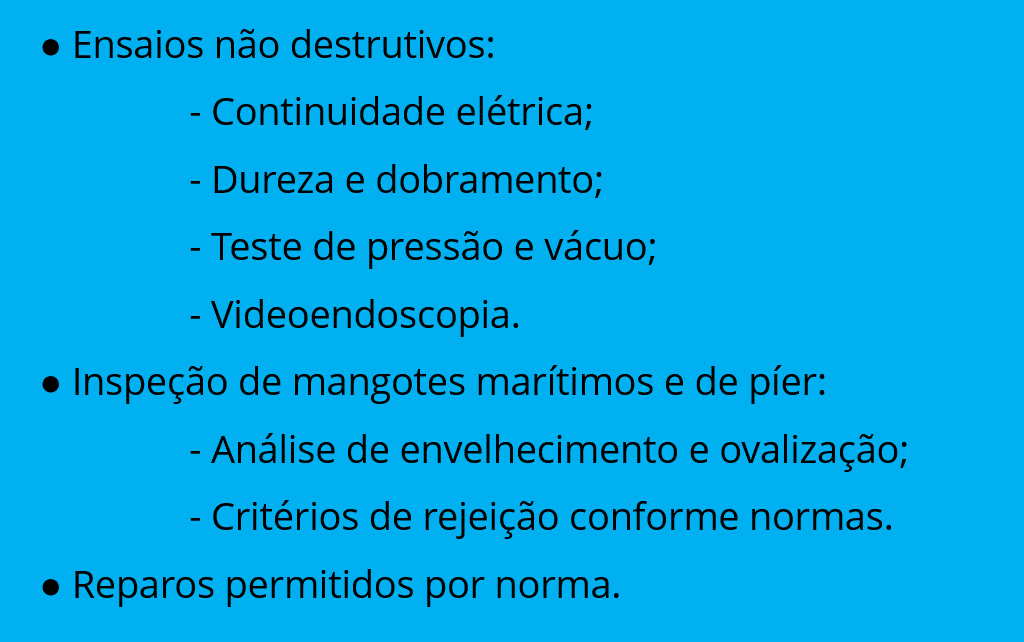 ● Ensaios não destrutivos:
- Continuidade elétrica;
- Dureza e dobramento;
- Teste de pressão e vácuo;
- Videoendoscopia.
● Inspeção de mangotes marítimos e de píer:
- Análise de envelhecimento e ovalização;
- Critérios de rejeição conforme normas.
● Reparos permitidos por norma.